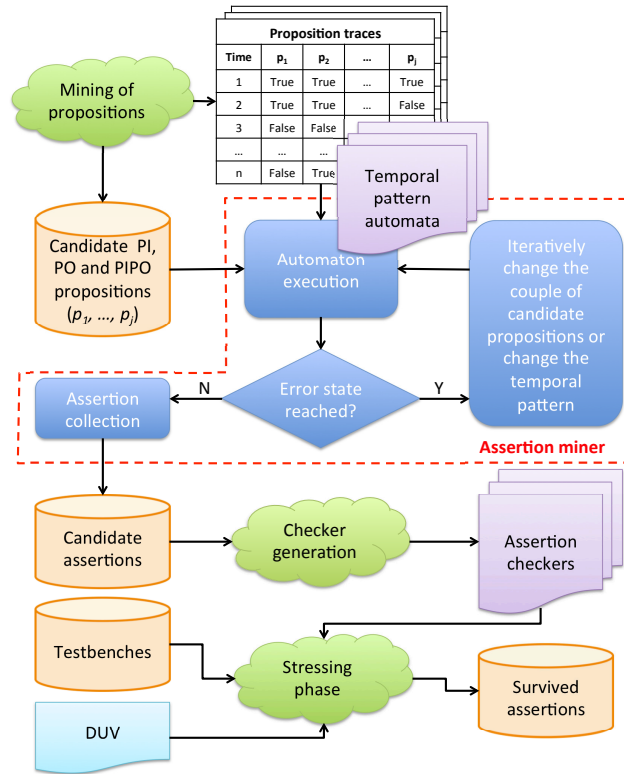 Proposition traces
Time p1 p2 ... pj
1 True True ... True
2 True True ... False
3 False False
... ... ...
n False True
Mining of
propositions
Temporal
pattern
automata
Candidate PI,
PO and PIPO
propositions
(p1, ..., pj)
Automaton
execution
Iteratively
change the
couple of
candidate
propositions or
change the
temporal
pattern
Error state
reached?
N
Y
Assertion
collection
Assertion miner
Candidate
assertions
Checker
generation
Assertion
checkers
Testbenches
Stressing
phase
Survived
assertions
DUV